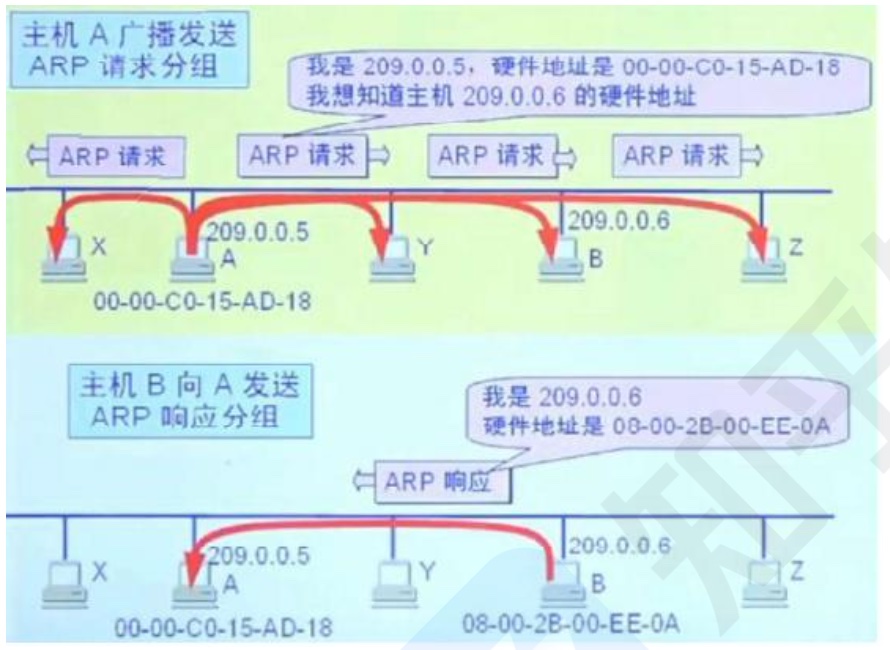 主机 A 广播发送
ARP 请求分组
我是 209.0.0.5，硬件地址是 00-00-C0-15-AD-18
我想知道主机 209.0.0.6 的硬件地址
ARP 请求
ARP 请求
ARP 请求
ARP 请求
209.0.0.5
209.0.0.6
X
A
Y
B
Z
00-00-C0-15-AD-18
主机 B 向 A 发送
ARP 响应分组
我是 209.0.0.6
硬件地址是 08-00-2B-00-EE-0A
ARP 响应
209.0.0.5
209.0.0.6
X
A
Y
B
Z
00-00-C0-15-AD-18
08-00-2B-00-EE-0A